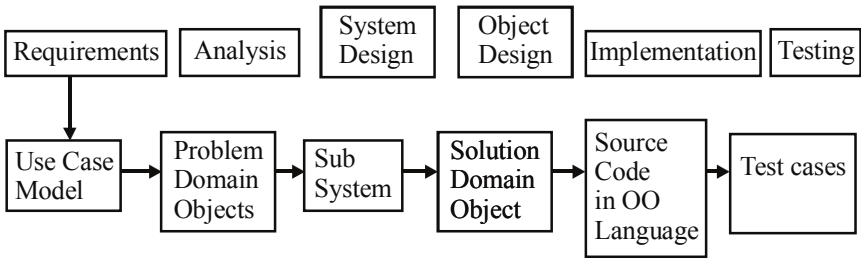 Requirements
Analysis
System
Design
Object
Design
Implementation
Testing
Use Case
Model
Problem
Domain
Objects
Sub
System
Solution
Domain
Object
Source
Code
in OO
Language
Test cases